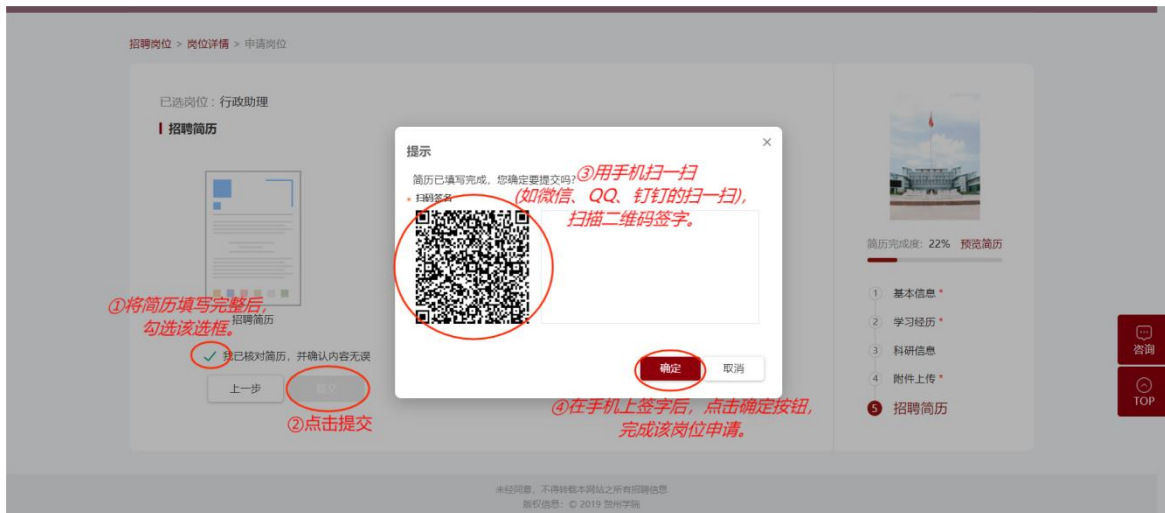 招聘岗位 > 岗位详情 > 申请岗位
已选岗位：行政助理
招聘简历
招聘简历
①将简历填写完整后，
勾选该选框。
我已核对简历，并确认内容无误
上一步
提交
②点击提交
提示
×
简历已填写完成，您确定要提交吗?
* 扫码签名
③用手机扫一扫
(如微信、QQ、钉钉的扫一扫),
扫描二维码签字。
确定
取消
④在手机上签字后，点击确定按钮，
完成该岗位申请。
简历完成度: 22% 预览简历
1 基本信息 *
2 学习经历 *
3 科研信息
4 附件上传 *
5 招聘简历
咨询
TOP
未经同意，不得转载本网站之所有招聘信息
版权信息: © 2019 贺州学院